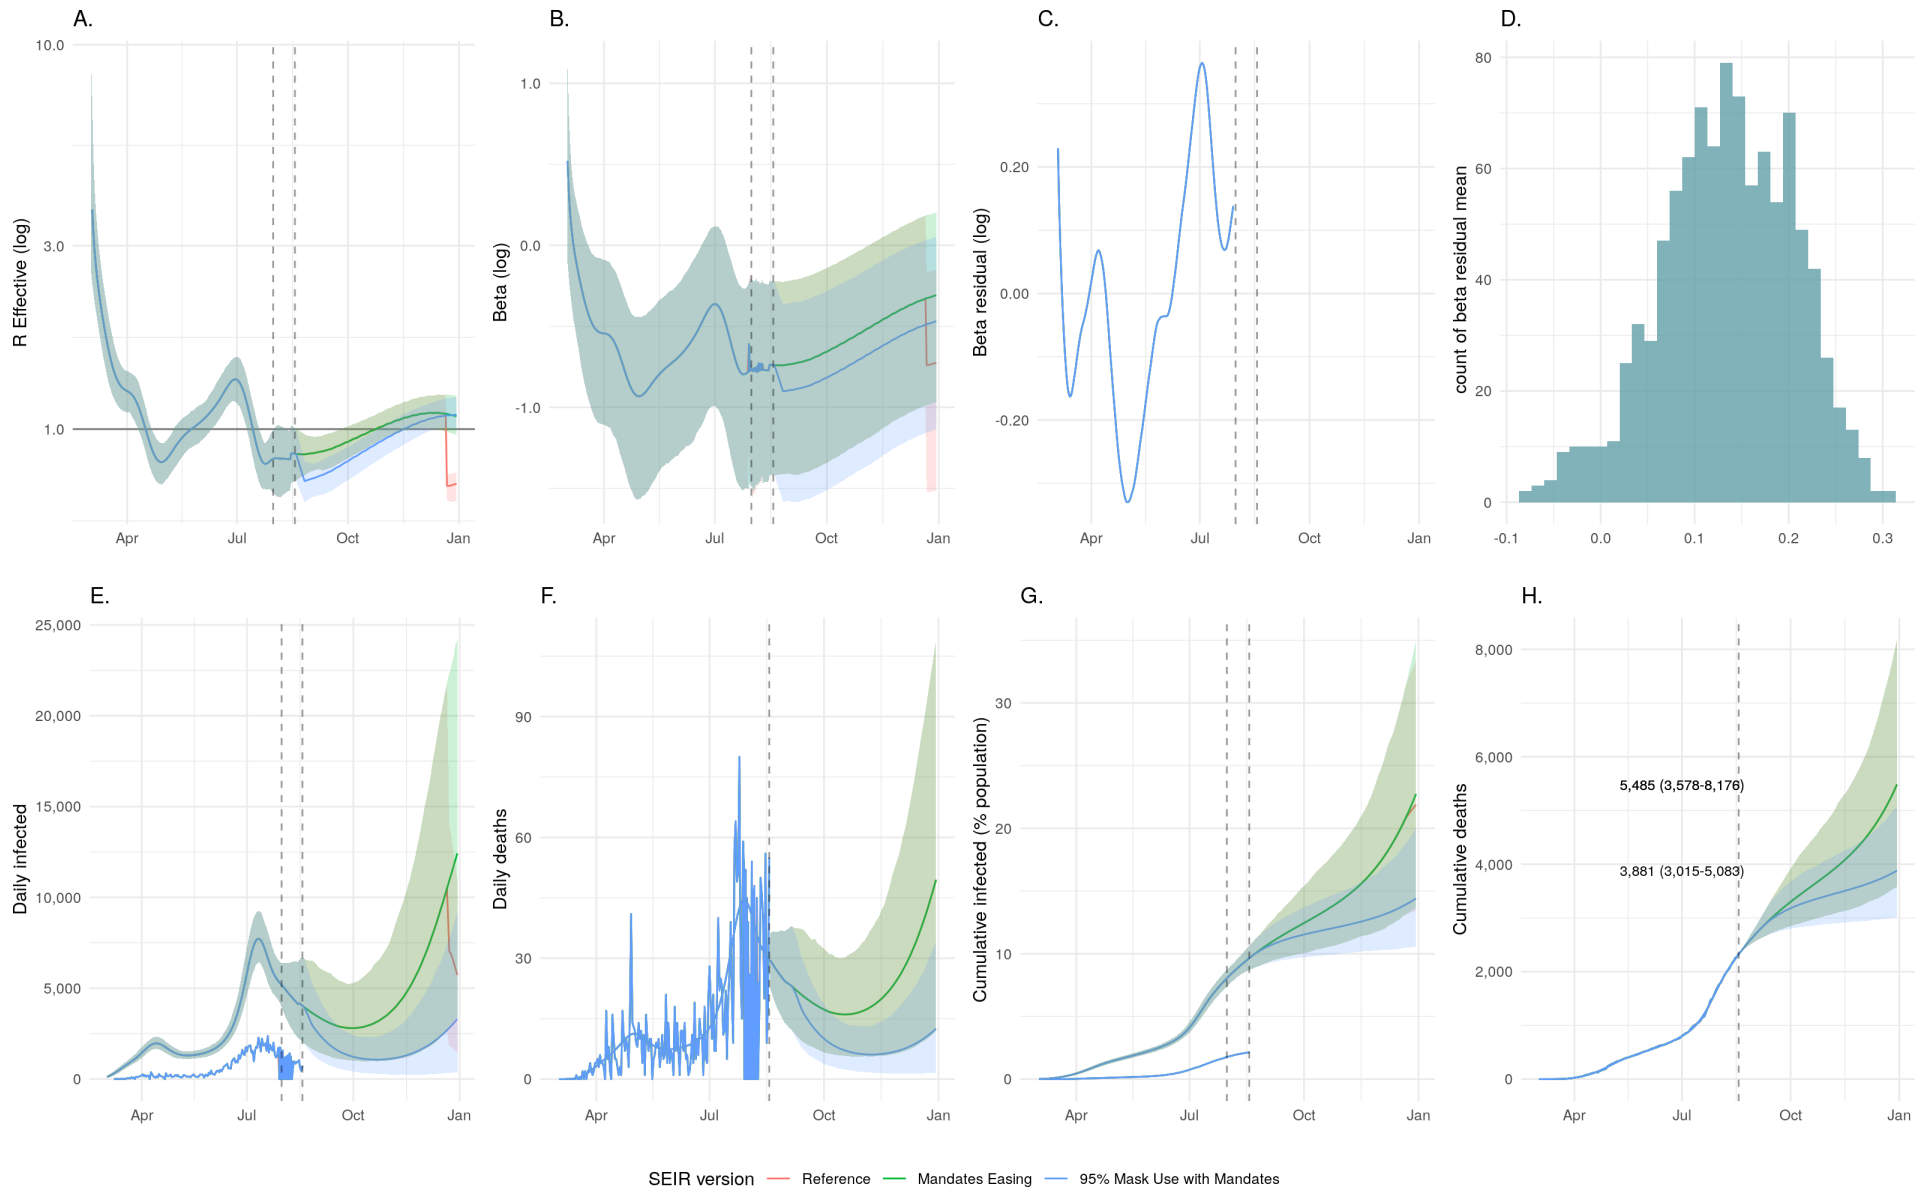 A.
B.
C.
D.
R Effective (log)
10.0
3.0
1.0
Apr
Jul
Oct
Jan
Beta (log)
1.0
0.0
-1.0
Apr
Jul
Oct
Jan
Beta residual (log)
0.20
0.00
-0.20
Apr
Jul
Oct
Jan
count of beta residual mean
80
60
40
20
0
-0.1
0.0
0.1
0.2
0.3
E.
F.
G.
H.
Daily infected
25,000
20,000
15,000
10,000
5,000
0
Apr
Jul
Oct
Jan
Daily deaths
90
60
30
0
Apr
Jul
Oct
Jan
Cumulative infected (% population)
30
20
10
0
Apr
Jul
Oct
Jan
Cumulative deaths
8,000
6,000
4,000
2,000
0
5,485 (3,578-8,176)
3,881 (3,015-5,083)
Apr
Jul
Oct
Jan
SEIR version Reference Mandates Easing 95% Mask Use with Mandates